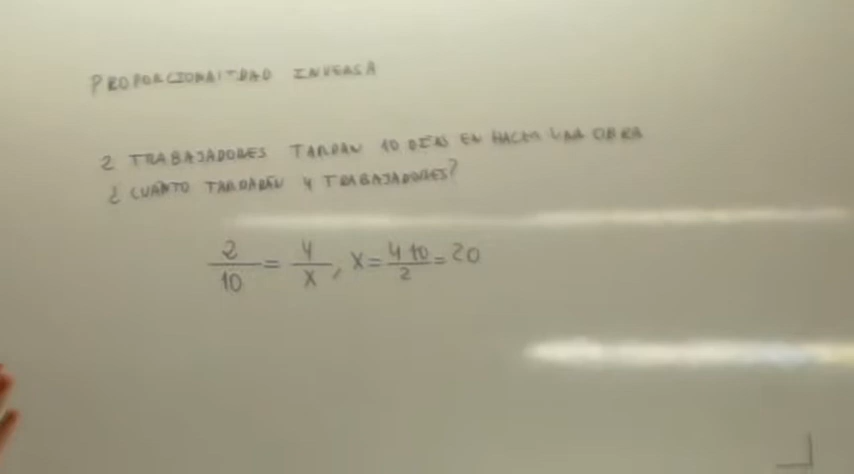 PROPORCIONALIDAD INVERSA
2 TRABAJADORES TARDAN 10 DÍAS EN HACER UNA OBRA
¿CUÁNTO TARDARÁN 4 TRABAJADORES?
2/10 = 4/X, X = 4 10/2 = 20